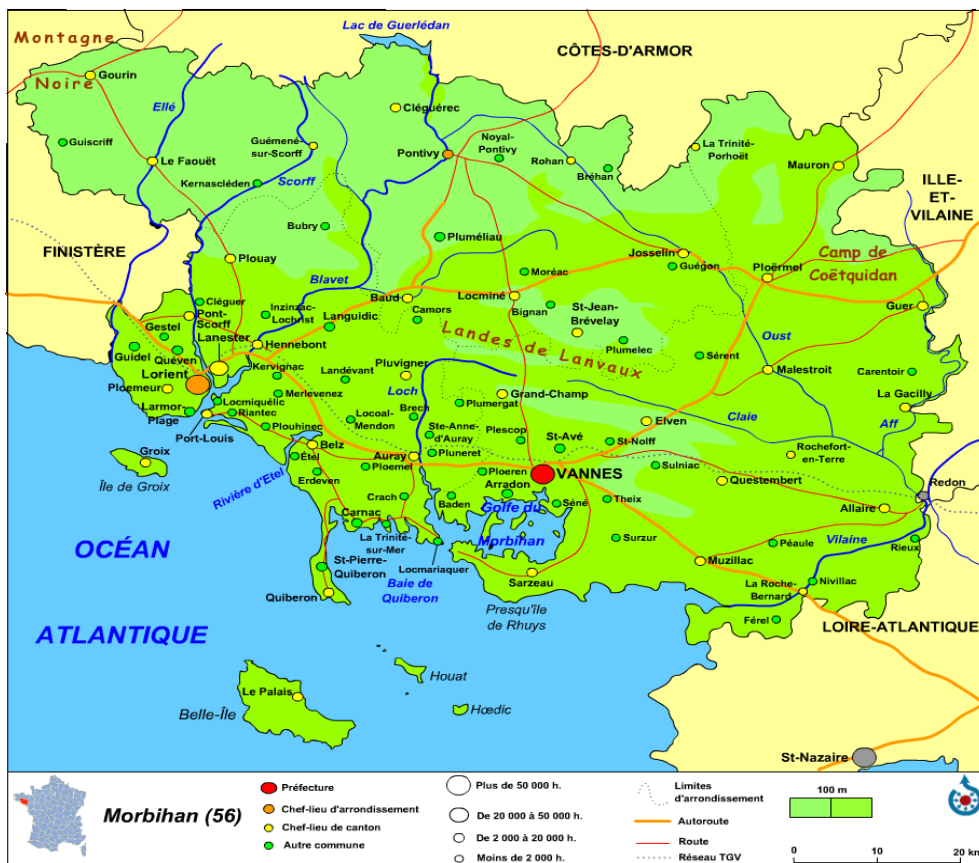 Lac de Guerlédan
Montagne
Noire
CÔTES-D'ARMOR
Gourin
Ellé
Cléguérec
Guiscriff
Guémené-
sur-Scorff
Le Faouët
Pontivy
Noyal-
Pontivy
Rohan
Bréhan
La Trinité-
Porhoët
Mauron
ILLE-
ET-
VILAINE
Kernascléden
Scorff
Bubry
Pluméliau
FINISTÈRE
Plouay
Blavet
Josselin
Guégon
Moréac
Ploërmel
Camp de
Coëtquidan
Cléguer
Pont-
Scorff
Inzinzac-
Lochrist
Languidic
Baud
Camors
Locminé
Bignan
St-Jean-
Brévelay
Guer
Gestel
Lanester
Guidel
Quéven
Hennebont
Landes de Lanvaux
Plumelec
Oust
Sérent
Malestroit
Carentoir
Lorient
Ploemeur
Kervignac
Landévant
Pluvigner
Loch
Merlevenez
Larmor-
Plage
Locmiquélic
Riantec
Port-Louis
Plouhinec
Locoal-
Mendon
Brech
Plumergat
Grand-Champ
La Gacilly
Elven
Claie
Aff
Ste-Anne-
d'Auray
Plescop
St-Avé
St-Nolff
Rochefort-
en-Terre
Belz
Auray
Pluneret
Groix
Île de Groix
Étel
Ploemel
Erdeven
Rivière d'Etel
Ploeren
Arradon
VANNES
Sulniac
Questembert
Redon
Crach
Baden
Séné
Theix
Allaire
Carnac
La Trinité-
sur-Mer
Locmariaquer
Golfe du
Morbihan
Surzur
Péaule
Vilaine
Rieux
OCÉAN
ATLANTIQUE
St-Pierre-
Quiberon
Quiberon
Baie de
Quiberon
Sarzeau
Presqu'île
de Rhuys
Muzillac
La Roche-
Bernard
Nivillac
Férel
LOIRE-ATLANTIQUE
Le Palais
Belle-Île
Houat
Hœdic
St-Nazaire
Morbihan (56)
Préfecture
Chef-lieu d'arrondissement
Chef-lieu de canton
Autre commune
Plus de 50 000 h.
De 20 000 à 50 000 h.
De 2 000 à 20 000 h.
Moins de 2 000 h.
Limites
d'arrondissement
Autoroute
Route
Réseau TGV
100 m
0 10 20 km